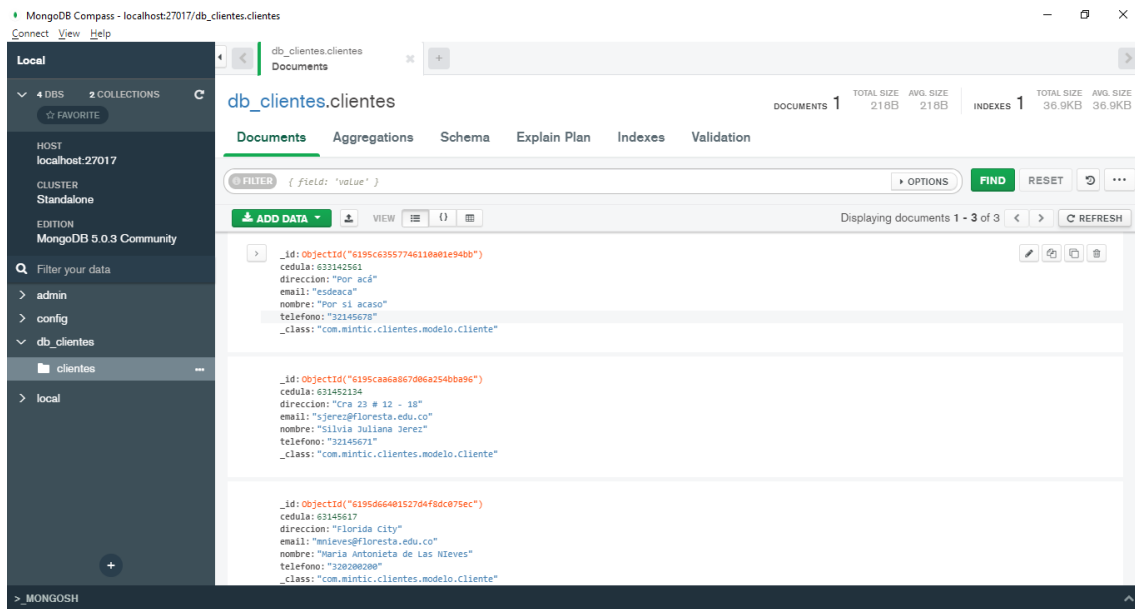 MongoDB Compass - localhost:27017/db_clientes.clientes
Connect View Help
Local
4 DBS 2 COLLECTIONS
FAVORITE
HOST
localhost:27017
CLUSTER
Standalone
EDITION
MongoDB 5.0.3 Community
Filter your data
admin
config
db_clientes
clientes
local
>_MONGOSH
db_clientes.clientes
Documents
db_clientes.clientes
DOCUMENTS 1 TOTAL SIZE 218B AVG. SIZE 218B INDEXES 1 TOTAL SIZE 36.9KB AVG. SIZE 36.9KB
Documents Aggregations Schema Explain Plan Indexes Validation
FILTER { field: 'value' } OPTIONS FIND RESET ...
ADD DATA VIEW {} Displaying documents 1 - 3 of 3 < > REFRESH
_id:ObjectId("6195c63557746110a01e94bb")
cedula:633142561
direccion:"Por acá"
email:"esdeaca"
nombre:"Por si acaso"
telefono:"32145678"
_class:"com.mintic.clientes.modelo.Cliente"
_id:ObjectId("6195caa6a867d06a254bba96")
cedula:631452134
direccion:"Cra 23 # 12 - 18"
email:"sjerez@floresta.edu.co"
nombre:"Silvia Juliana Jerez"
telefono:"32145671"
_class:"com.mintic.clientes.modelo.Cliente"
_id:ObjectId("6195d66401527d4f8dc075ec")
cedula:63145617
direccion:"Florida City"
email:"mnieves@floresta.edu.co"
nombre:"Maria Antonieta de Las NIeves"
telefono:"320200200"
_class:"com.mintic.clientes.modelo.Cliente"